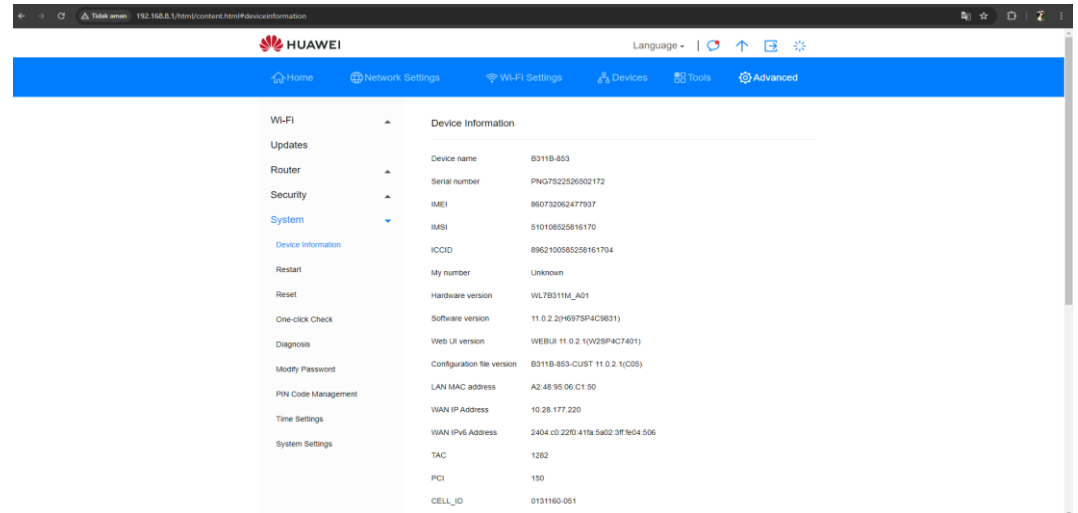 Tidak aman 192.168.8.1/html/content.html#deviceinformation
HUAWEI
Language
Home Network Settings Wi-Fi Settings Devices Tools Advanced
Wi-Fi
Updates
Router
Security
System
Device Information
Restart
Reset
One-click Check
Diagnosis
Modify Password
PIN Code Management
Time Settings
System Settings
Device Information
Device name B311B-853
Serial number PNG7S22526502172
IMEI 860732062477937
IMSI 510108525816170
ICCID 8962100585258161704
My number Unknown
Hardware version WL7B311M_A01
Software version 11.0.2.2(H697SP4C9831)
Web UI version WEBUI 11.0.2.1(W2SP4C7401)
Configuration file version B311B-853-CUST 11.0.2.1(C05)
LAN MAC address A2:48:95:06:C1:50
WAN IP Address 10.28.177.220
WAN IPv6 Address 2404:c0:22f0:41fa:5a02:3ff:fe04:506
TAC 1282
PCI 150
CELL_ID 0131160-051